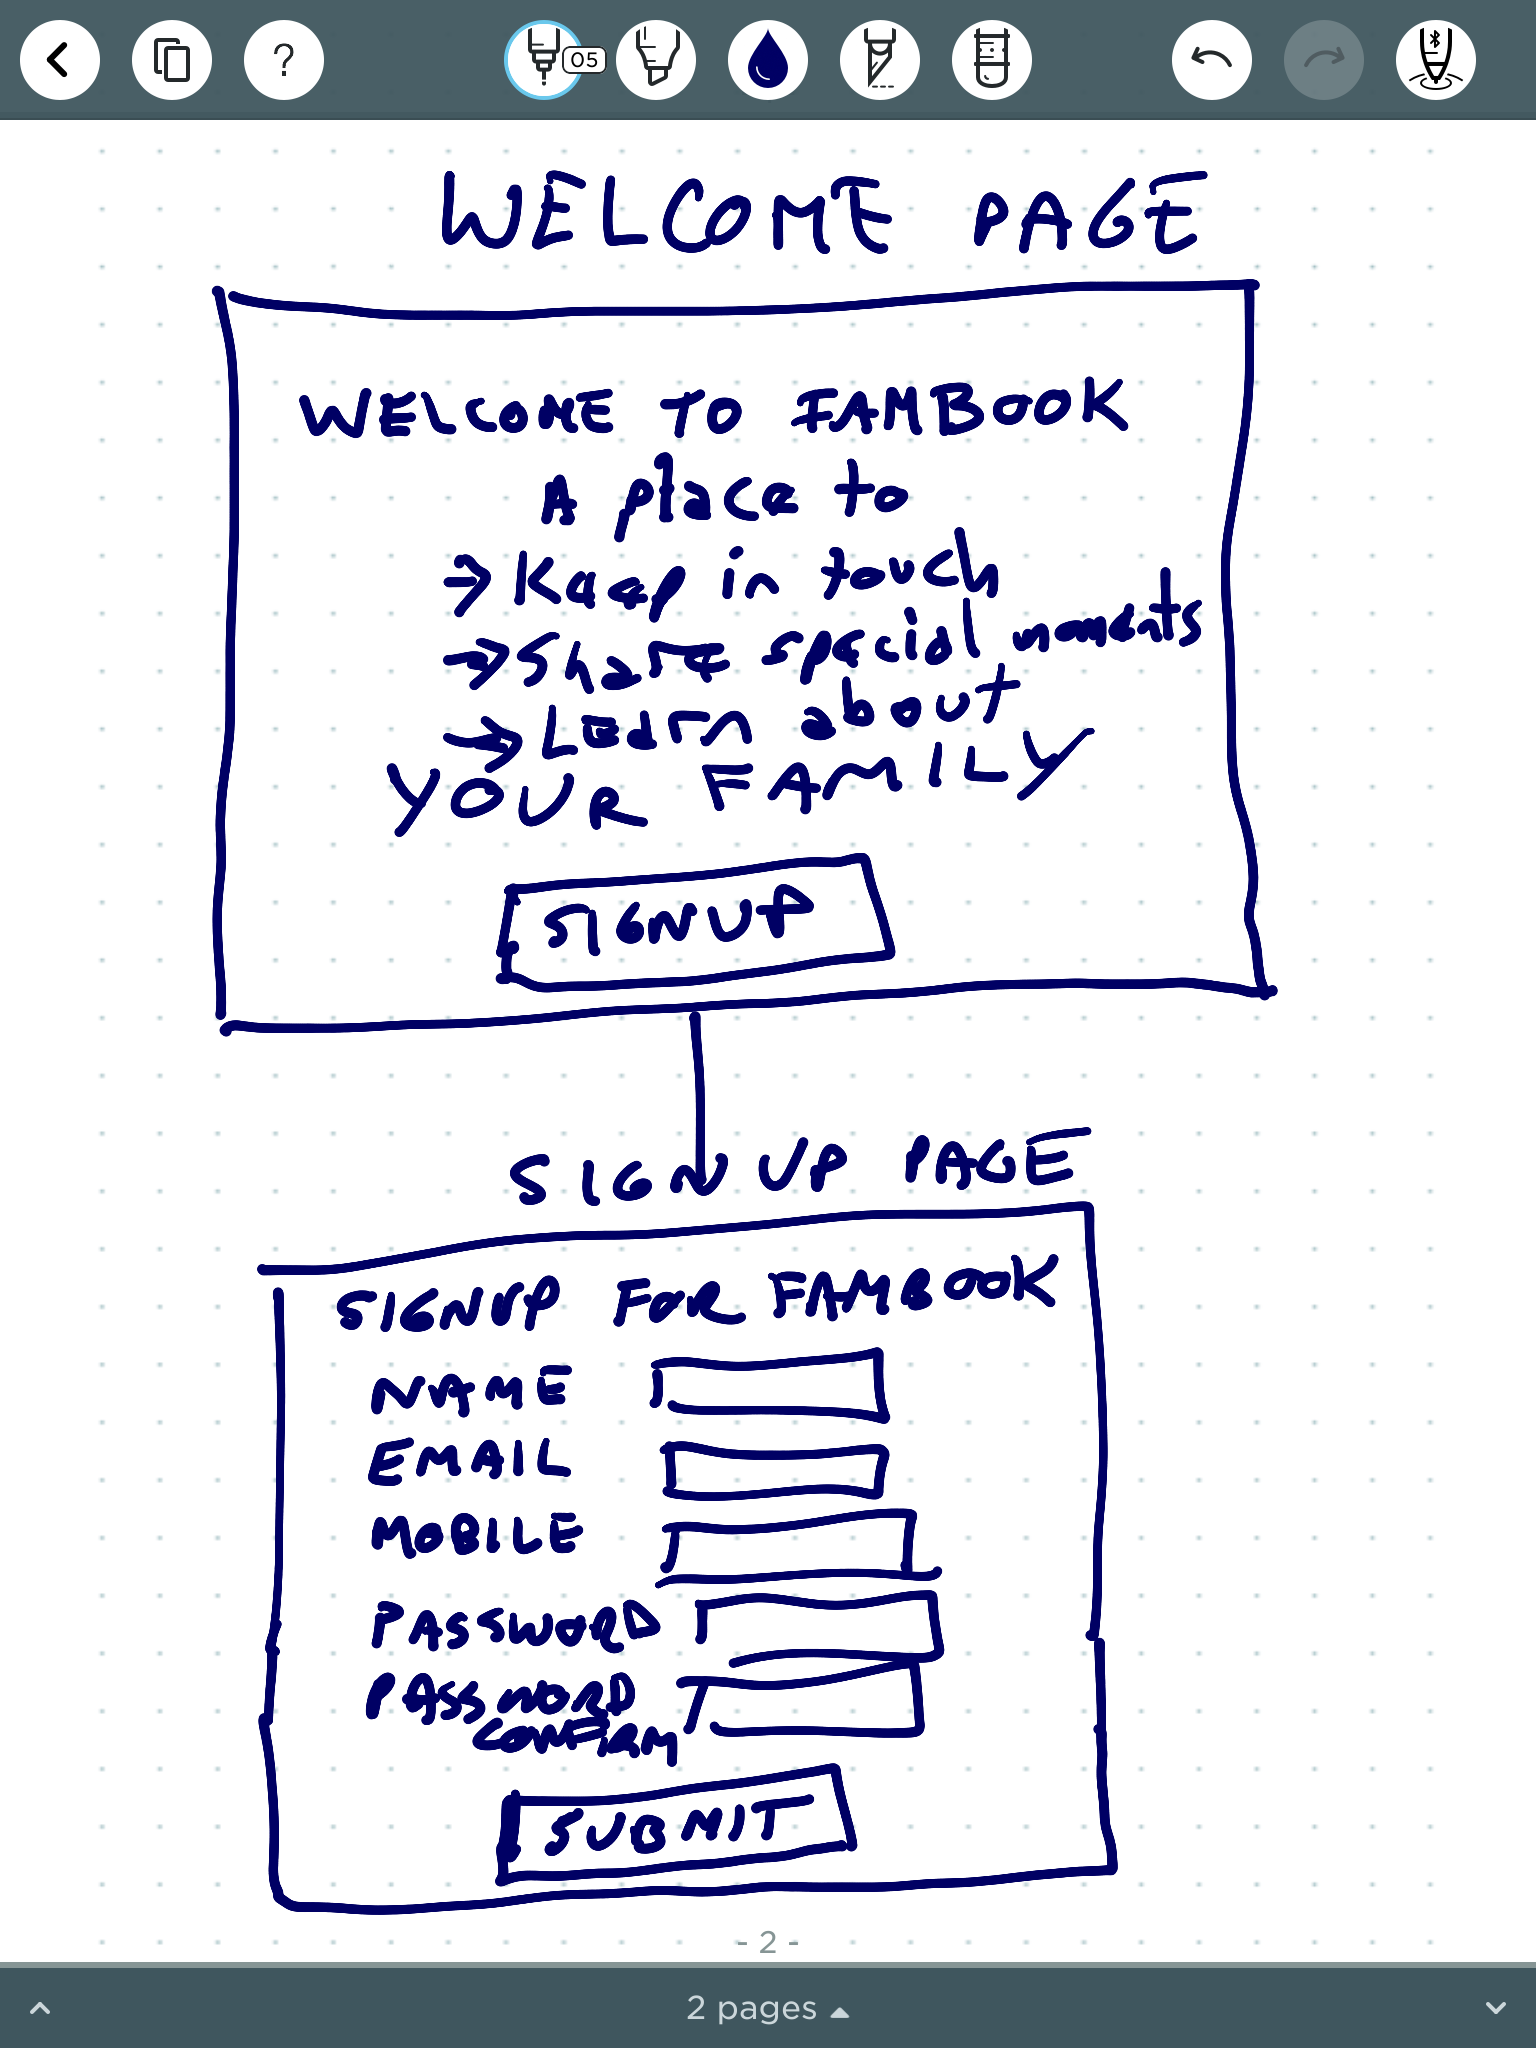 ?
05
WELCOME PAGE
WELCOME TO FAMBOOK
A place to
→ Keep in touch
→ Share special moments
→ Learn about
YOUR FAMILY
SIGNUP
SIGN UP PAGE
SIGNUP FOR FAMBOOK
NAME
EMAIL
MOBILE
PASSWORD
PASSWORD
CONFIRM
SUBMIT
- 2 -
2 pages